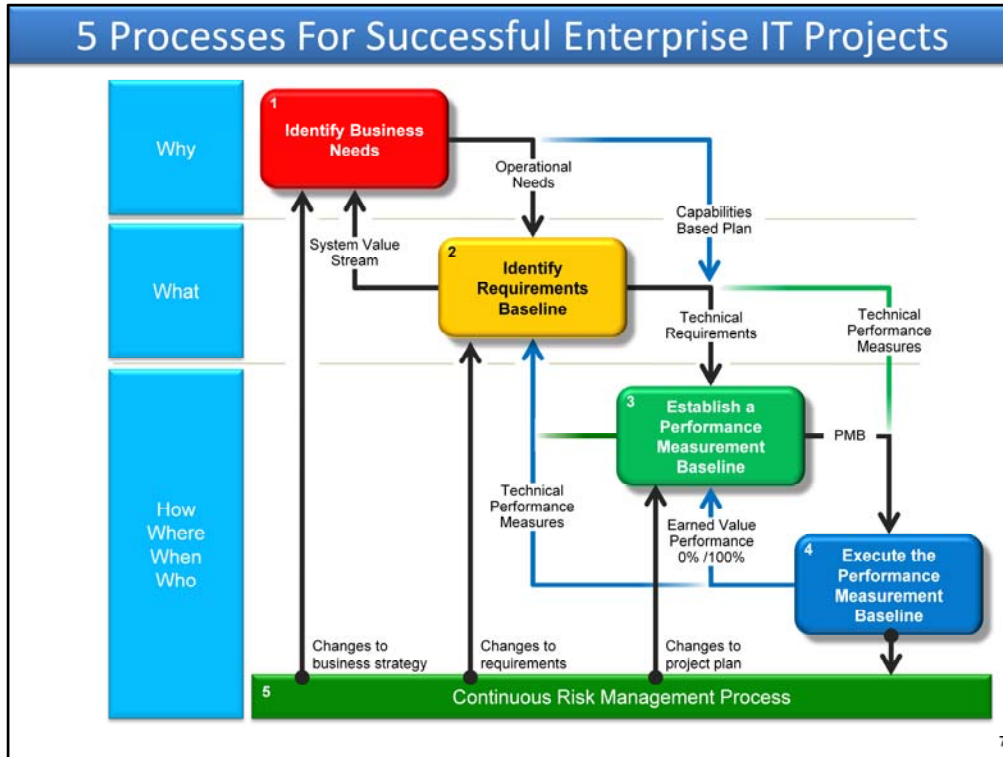 5 Processes For Successful Enterprise IT Projects
Why
1
Identify Business
Needs
Operational
Needs
Capabilities
Based Plan
System Value
Stream
What
2
Identify
Requirements
Baseline
Technical
Requirements
Technical
Performance
Measures
How
Where
When
Who
3
Establish a
Performance
Measurement
Baseline
PMB
Technical
Performance
Measures
Earned Value
Performance
0% /100%
4
Execute the
Performance
Measurement
Baseline
Changes to
business strategy
Changes to
requirements
Changes to
project plan
5
Continuous Risk Management Process
7